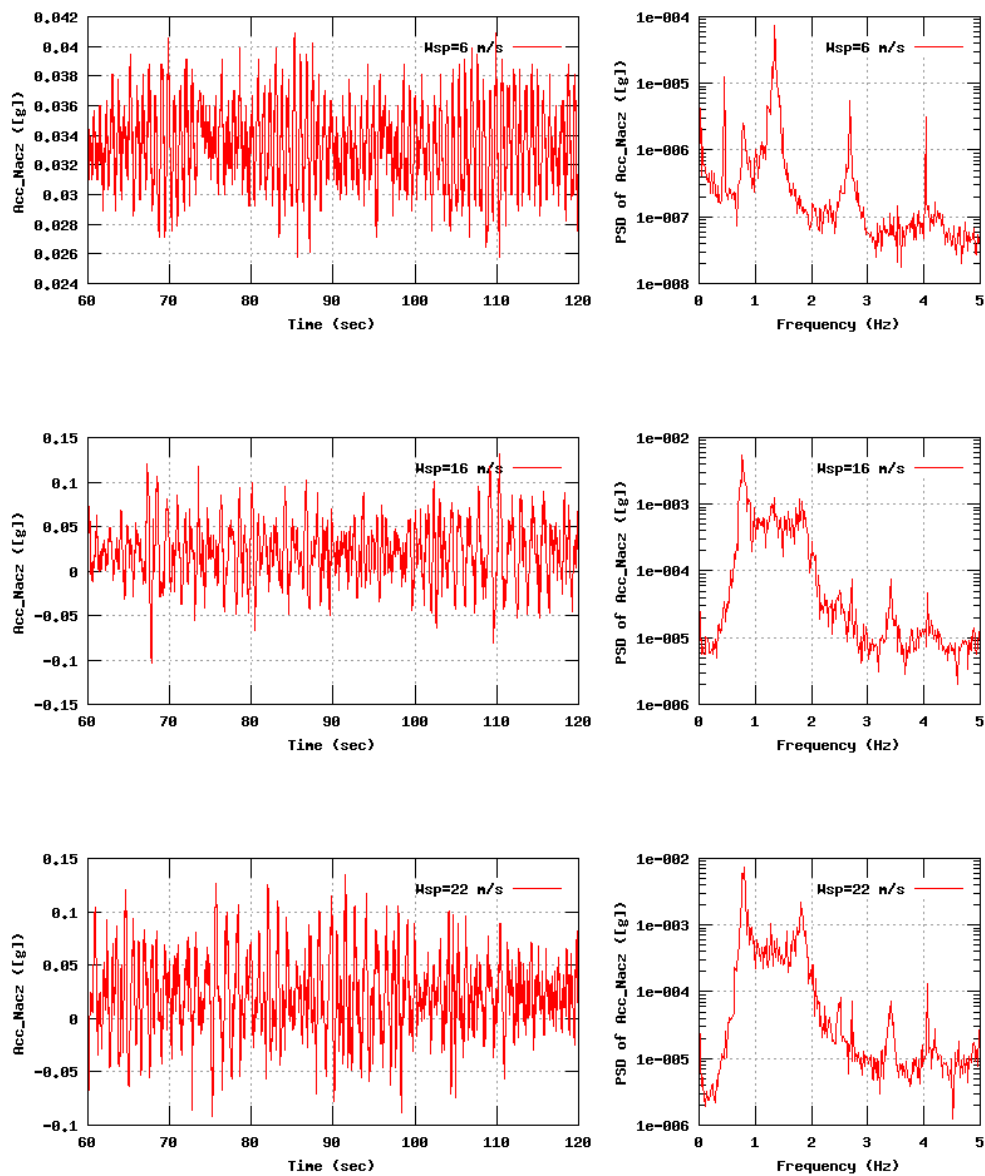 0.042
0.04
0.038
0.036
0.034
0.032
0.03
0.028
0.026
0.024
60 70 80 90 100 110 120
Acc_Nacz ([g])
Time (sec)
Wsp=6 m/s
1e-004
1e-005
1e-006
1e-007
1e-008
0 1 2 3 4 5
PSD of Acc_Nacz ([g])
Frequency (Hz)
Wsp=6 m/s
0.15
0.1
0.05
0
-0.05
-0.1
-0.15
60 70 80 90 100 110 120
Acc_Nacz ([g])
Time (sec)
Wsp=16 m/s
1e-002
1e-003
1e-004
1e-005
1e-006
0 1 2 3 4 5
PSD of Acc_Nacz ([g])
Frequency (Hz)
Wsp=16 m/s
0.15
0.1
0.05
0
-0.05
-0.1
60 70 80 90 100 110 120
Acc_Nacz ([g])
Time (sec)
Wsp=22 m/s
1e-002
1e-003
1e-004
1e-005
1e-006
0 1 2 3 4 5
PSD of Acc_Nacz ([g])
Frequency (Hz)
Wsp=22 m/s